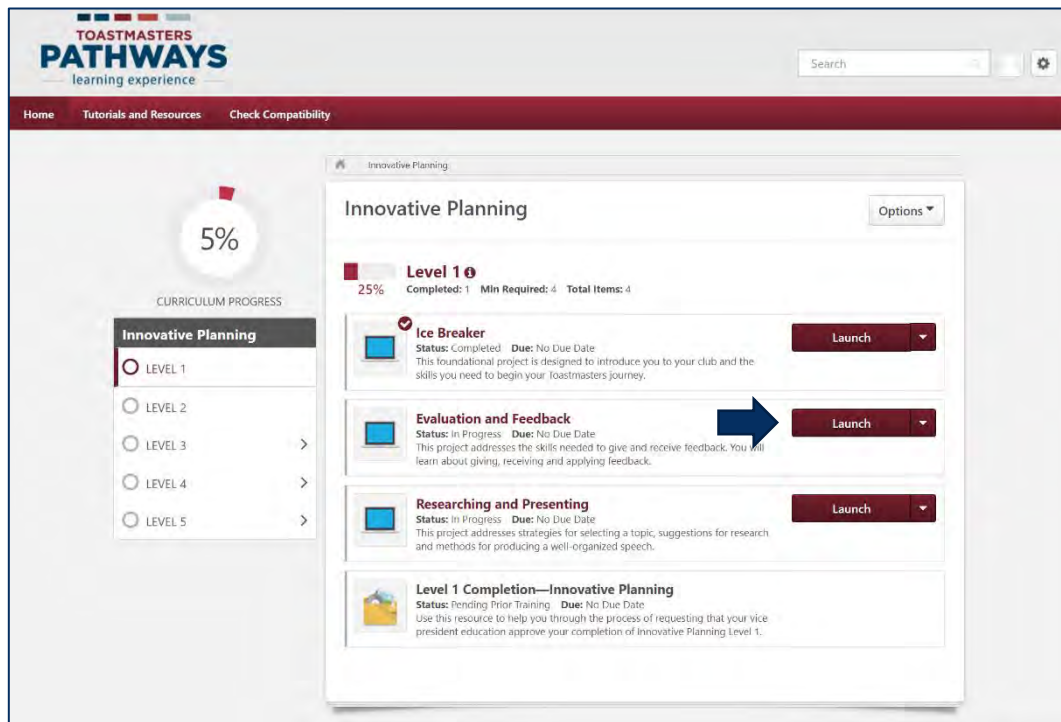 TOASTMASTERS
PATHWAYS
learning experience
Search
Home Tutorials and Resources Check Compatibility
Innovative Planning
5%
CURRICULUM PROGRESS
Innovative Planning
LEVEL 1
LEVEL 2
LEVEL 3
LEVEL 4
LEVEL 5
Innovative Planning
Options
25%
Level 1
Completed: 1 Min Required: 4 Total Items: 4
Ice Breaker
Status: Completed Due: No Due Date
This foundational project is designed to introduce you to your club and the
skills you need to begin your Toastmasters journey.
Launch
Evaluation and Feedback
Status: In Progress Due: No Due Date
This project addresses the skills needed to give and receive feedback. You will
learn about giving, receiving and applying feedback.
Launch
Researching and Presenting
Status: In Progress Due: No Due Date
This project addresses strategies for selecting a topic, suggestions for research
and methods for producing a well-organized speech.
Launch
Level 1 Completion—Innovative Planning
Status: Pending Prior Training Due: No Due Date
Use this resource to help you through the process of requesting that your vice
president education approve your completion of Innovative Planning Level 1.